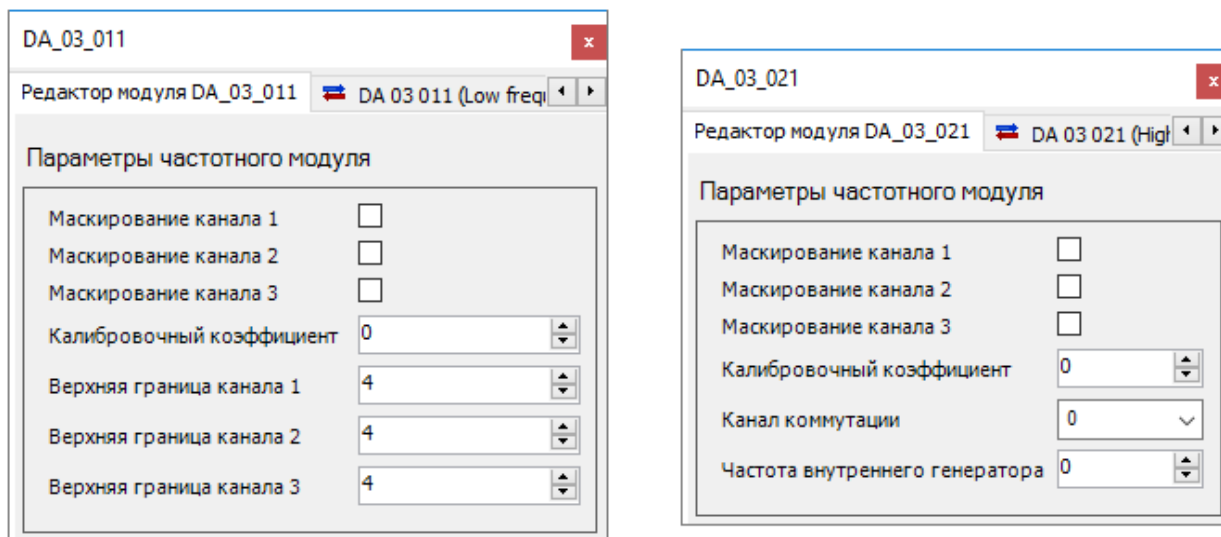 DA_03_011
x
Редактор модуля DA_03_011 DA 03 011 (Low freq
Параметры частотного модуля
Маскирование канала 1
Маскирование канала 2
Маскирование канала 3
Калибровочный коэффициент 0
Верхняя граница канала 1 4
Верхняя граница канала 2 4
Верхняя граница канала 3 4
DA_03_021
x
Редактор модуля DA_03_021 DA 03 021 (High
Параметры частотного модуля
Маскирование канала 1
Маскирование канала 2
Маскирование канала 3
Калибровочный коэффициент 0
Канал коммутации 0
Частота внутреннего генератора 0